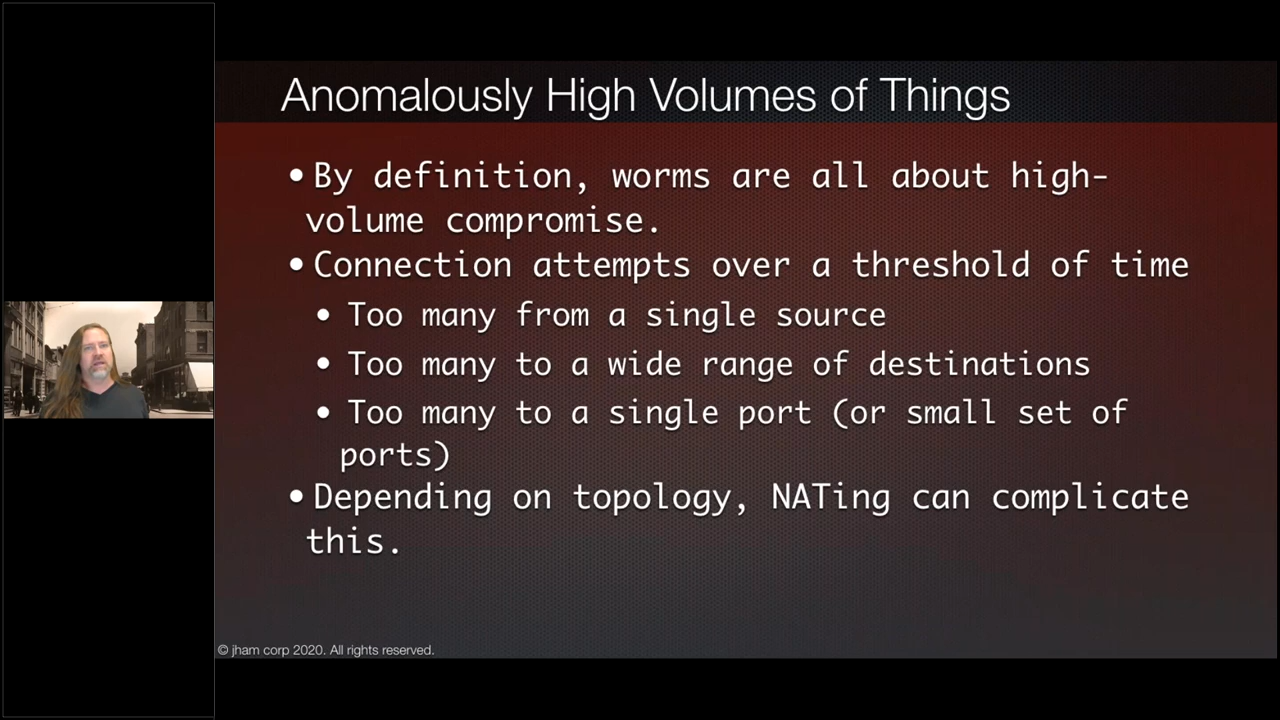 Anomalously High Volumes of Things
•By definition, worms are all about high-
volume compromise.
•Connection attempts over a threshold of time
• Too many from a single source
• Too many to a wide range of destinations
• Too many to a single port (or small set of
ports)
•Depending on topology, NATing can complicate
this.
© jham corp 2020. All rights reserved.